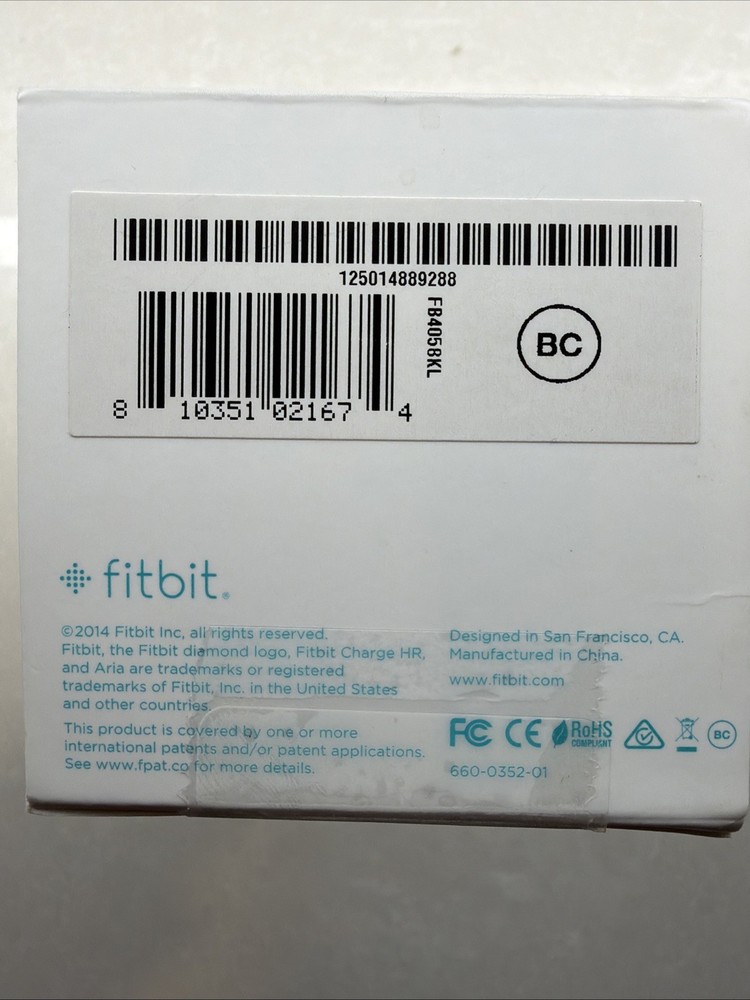 125014889288
FB405BKL
BC
8 10351 02167 4
fitbit®
©2014 Fitbit Inc, all rights reserved.
Fitbit, the Fitbit diamond logo, Fitbit Charge HR,
and Aria are trademarks or registered
trademarks of Fitbit, Inc. in the United States
and other countries.
This product is covered by one or more
international patents and/or patent applications.
See www.fpat.co for more details.
Designed in San Francisco, CA.
Manufactured in China.
www.fitbit.com
FC CE RoHS COMPLIANT BC
660-0352-01